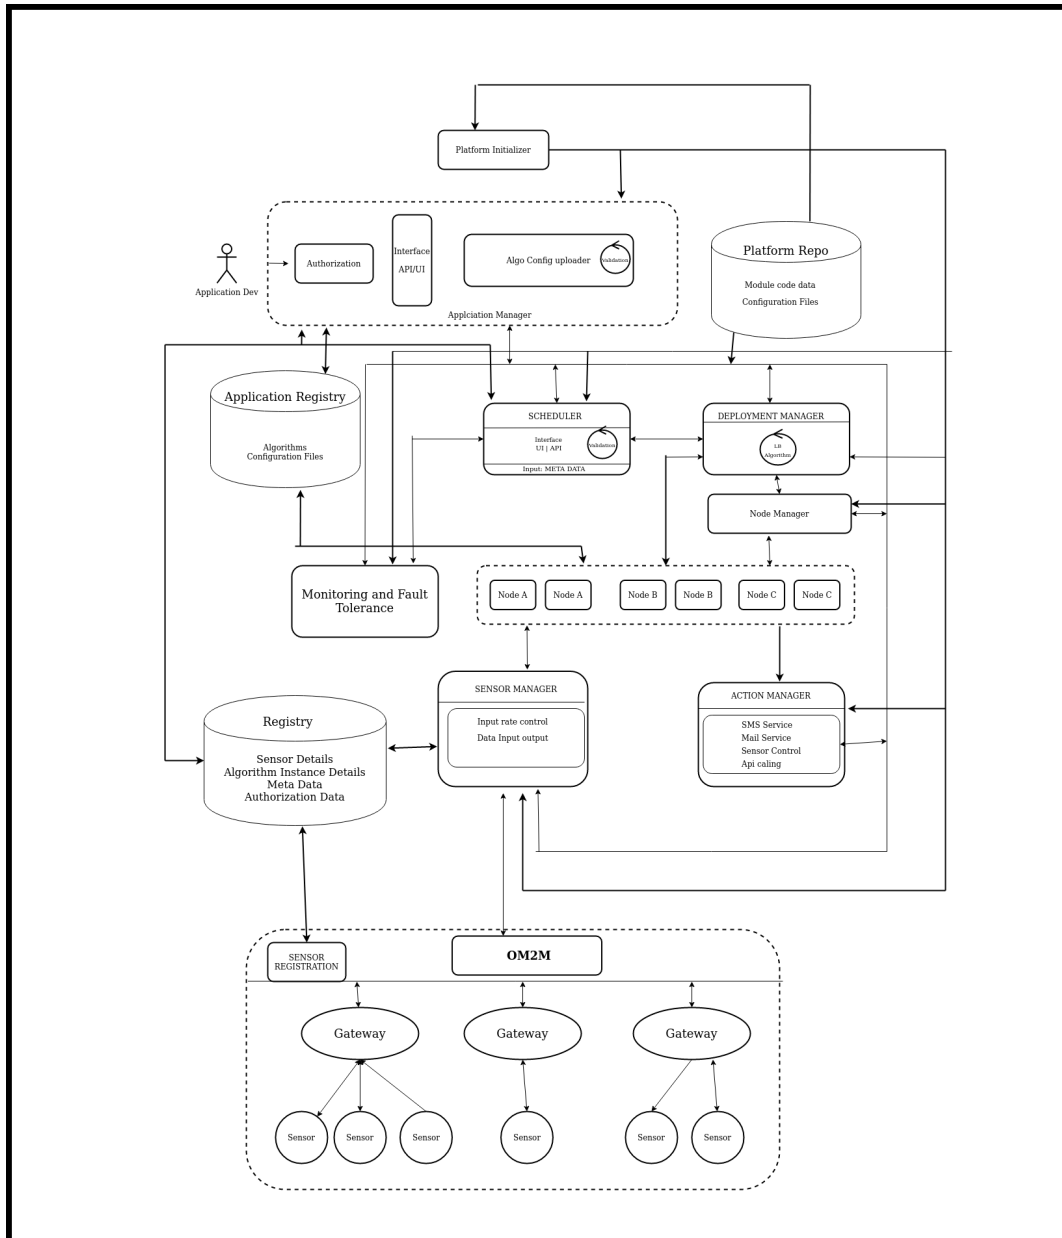 Platform Initializer
Application Dev
Authorization
Interface
API/UI
Algo Config uploader
Validation
Applciation Manager
Platform Repo
Module code data
Configuration Files
Application Registry
Algorithms
Configuration Files
SCHEDULER
Interface
UI | API
Validation
Input: META DATA
DEPLOYMENT MANAGER
LB
Algorithm
Node Manager
Monitoring and Fault
Tolerance
Node A
Node A
Node B
Node B
Node C
Node C
SENSOR MANAGER
Input rate control
Data Input output
ACTION MANAGER
SMS Service
Mail Service
Sensor Control
Api caling
Registry
Sensor Details
Algorithm Instance Details
Meta Data
Authorization Data
SENSOR
REGISTRATION
OM2M
Gateway
Gateway
Gateway
Sensor
Sensor
Sensor
Sensor
Sensor
Sensor